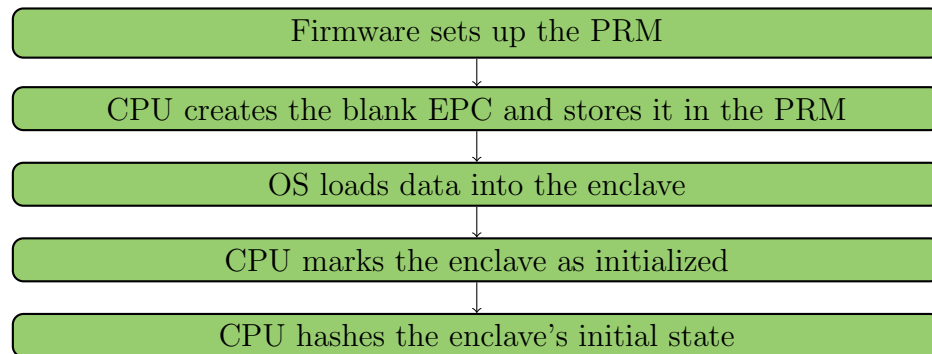 Firmware sets up the PRM
CPU creates the blank EPC and stores it in the PRM
OS loads data into the enclave
CPU marks the enclave as initialized
CPU hashes the enclave's initial state